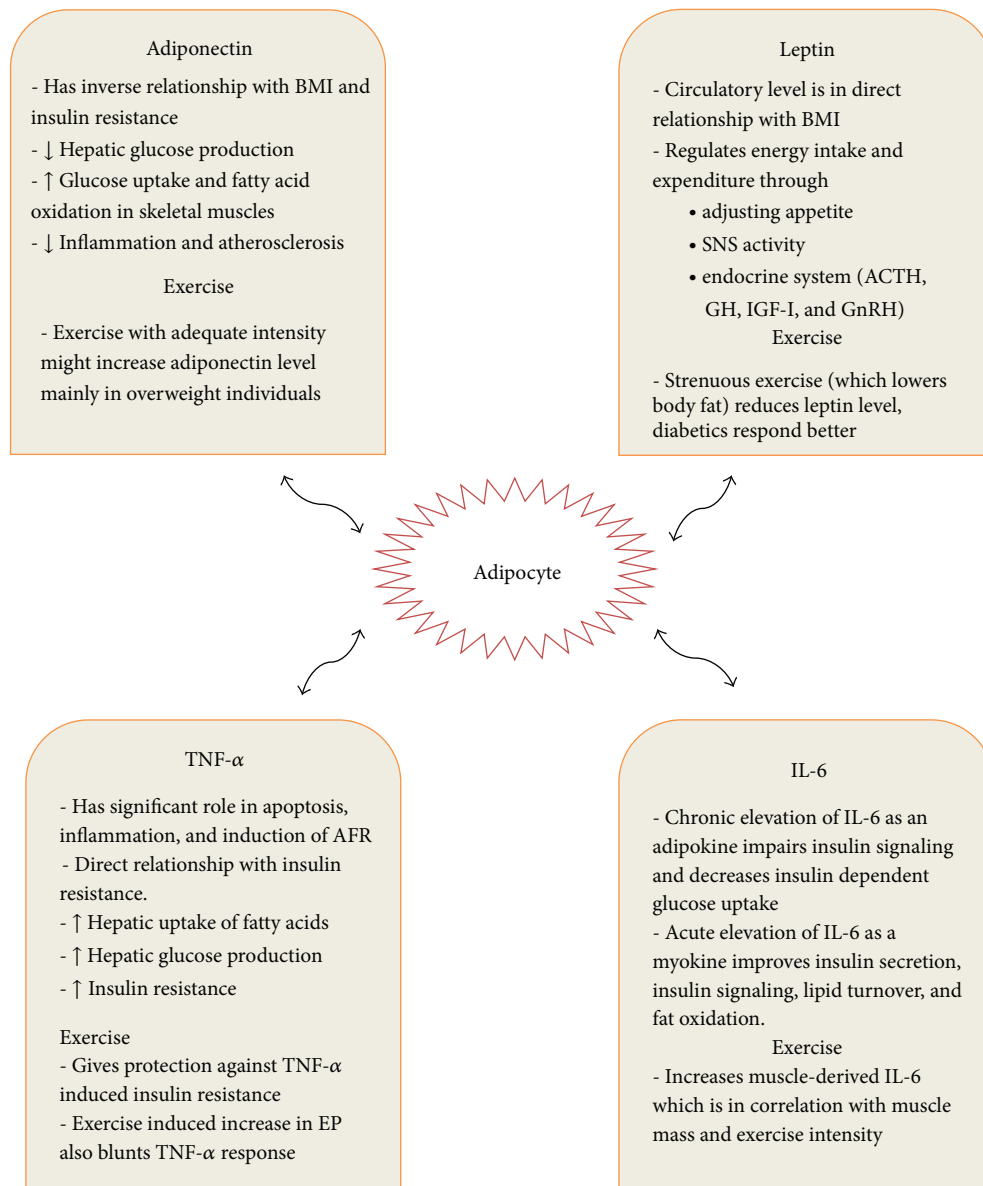 Adiponectin
- Has inverse relationship with BMI and
insulin resistance
- ↓ Hepatic glucose production
- ↑ Glucose uptake and fatty acid
oxidation in skeletal muscles
- ↓ Inflammation and atherosclerosis
Exercise
- Exercise with adequate intensity
might increase adiponectin level
mainly in overweight individuals
Leptin
- Circulatory level is in direct
relationship with BMI
- Regulates energy intake and
expenditure through
• adjusting appetite
• SNS activity
• endocrine system (ACTH,
GH, IGF-I, and GnRH)
Exercise
- Strenuous exercise (which lowers
body fat) reduces leptin level,
diabetics respond better
Adipocyte
TNF-α
- Has significant role in apoptosis,
inflammation, and induction of AFR
- Direct relationship with insulin
resistance.
- ↑ Hepatic uptake of fatty acids
- ↑ Hepatic glucose production
- ↑ Insulin resistance
Exercise
- Gives protection against TNF-α
induced insulin resistance
- Exercise induced increase in EP
also blunts TNF-α response
IL-6
- Chronic elevation of IL-6 as an
adipokine impairs insulin signaling
and decreases insulin dependent
glucose uptake
- Acute elevation of IL-6 as a
myokine improves insulin secretion,
insulin signaling, lipid turnover, and
fat oxidation.
Exercise
- Increases muscle-derived IL-6
which is in correlation with muscle
mass and exercise intensity